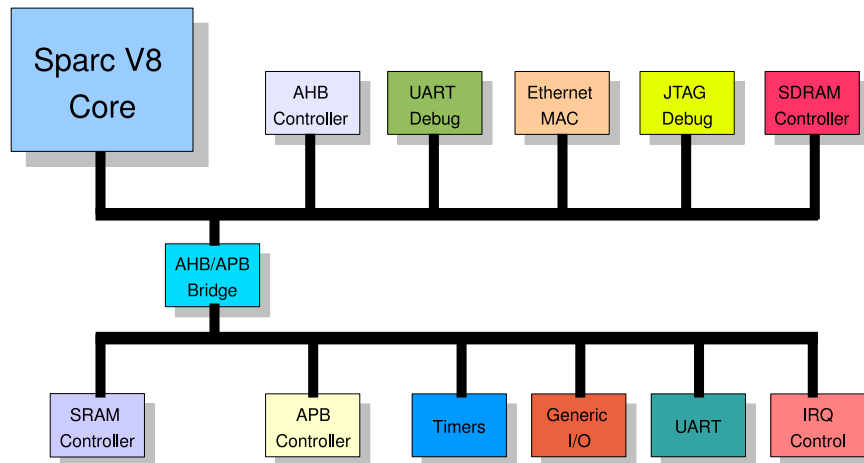 Sparc V8
Core
AHB
Controller
UART
Debug
Ethernet
MAC
JTAG
Debug
SDRAM
Controller
AHB/APB
Bridge
SRAM
Controller
APB
Controller
Timers
Generic
I/O
UART
IRQ
Control